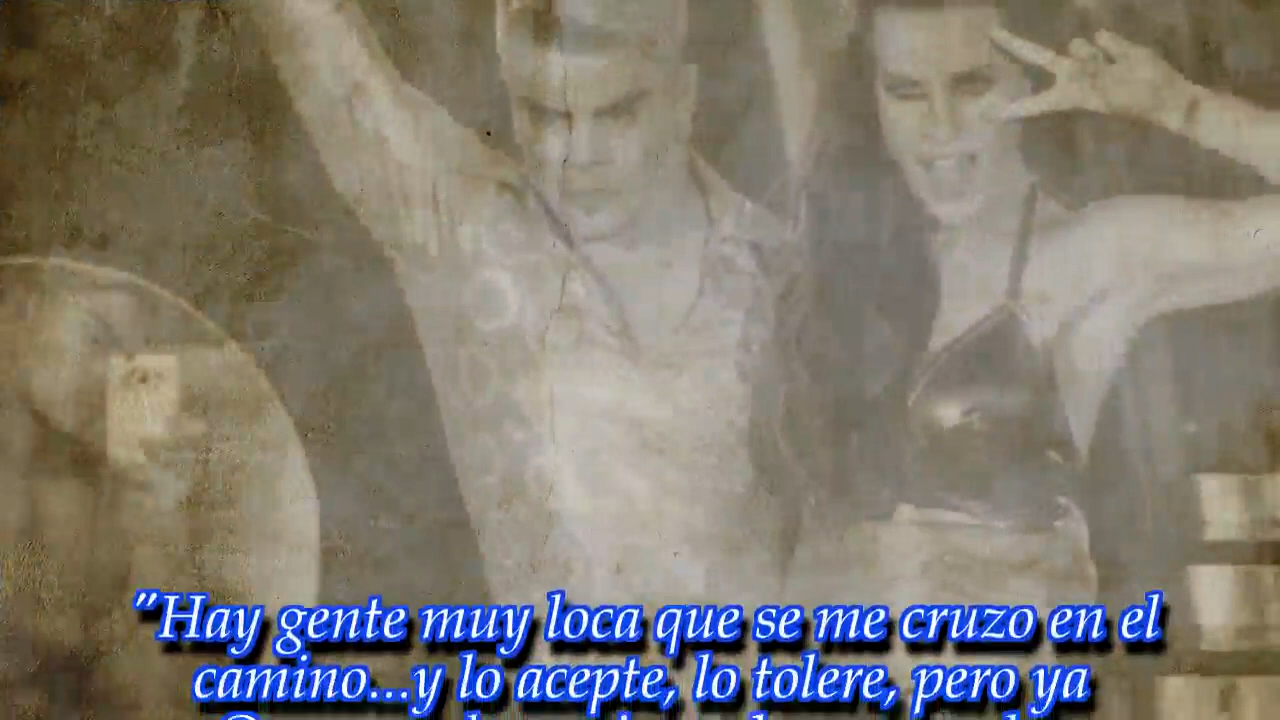 "Hay gente muy loca que se me cruzo en el
camino...y lo acepte, lo tolere, pero ya